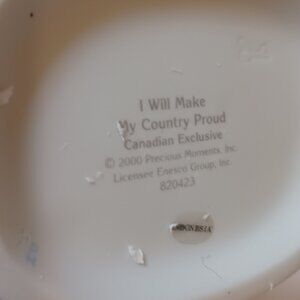 I Will Make
My Country Proud
Canadian Exclusive
© 2000 Precious Moments, Inc.
Licensee Enesco Group, Inc.
820423